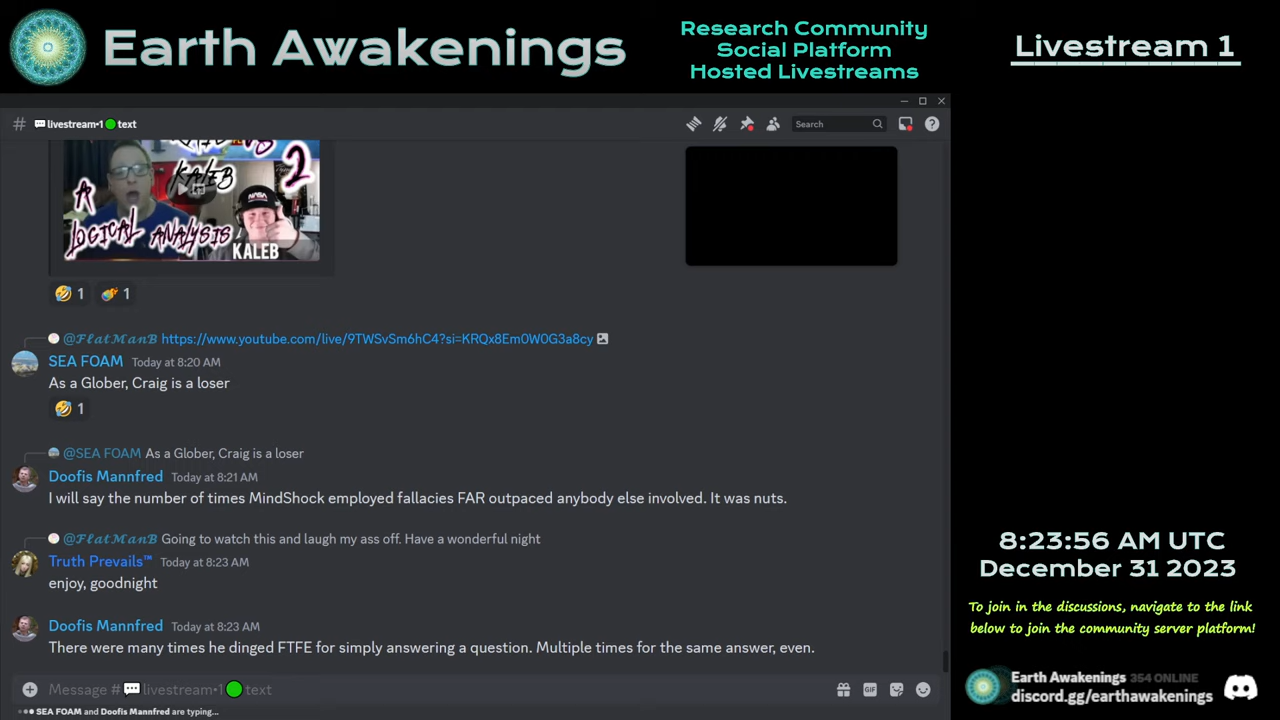 Earth Awakenings
Research Community
Social Platform
Hosted Livestreams
Livestream 1
# livestream•1 text
Search
KALEB
2
A
LOGICAL ANALYSIS
KALEB
🤣 1 1
@𝓕𝓵𝓪𝓽𝓜𝓪𝓷𝓑 https://www.youtube.com/live/9TWSvSm6hC4?si=KRQx8Em0W0G3a8cy
SEA FOAM Today at 8:20 AM
As a Glober, Craig is a loser
🤣 1
@SEA FOAM As a Glober, Craig is a loser
Doofis Mannfred Today at 8:21 AM
I will say the number of times MindShock employed fallacies FAR outpaced anybody else involved. It was nuts.
@𝓕𝓵𝓪𝓽𝓜𝓪𝓷𝓑 Going to watch this and laugh my ass off. Have a wonderful night
Truth Prevails™ Today at 8:23 AM
enjoy, goodnight
Doofis Mannfred Today at 8:23 AM
There were many times he dinged FTFE for simply answering a question. Multiple times for the same answer, even.
Message # livestream•1 text
GIF
SEA FOAM and Doofis Mannfred are typing...
8:23:56 AM UTC
December 31 2023
To join in the discussions, navigate to the link
below to join the community server platform!
Earth Awakenings 354 ONLINE
discord.gg/earthawakenings